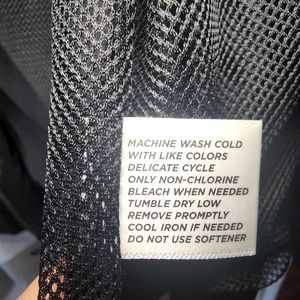 MACHINE WASH COLD
WITH LIKE COLORS
DELICATE CYCLE
ONLY NON-CHLORINE
BLEACH WHEN NEEDED
TUMBLE DRY LOW
REMOVE PROMPTLY
COOL IRON IF NEEDED
DO NOT USE SOFTENER